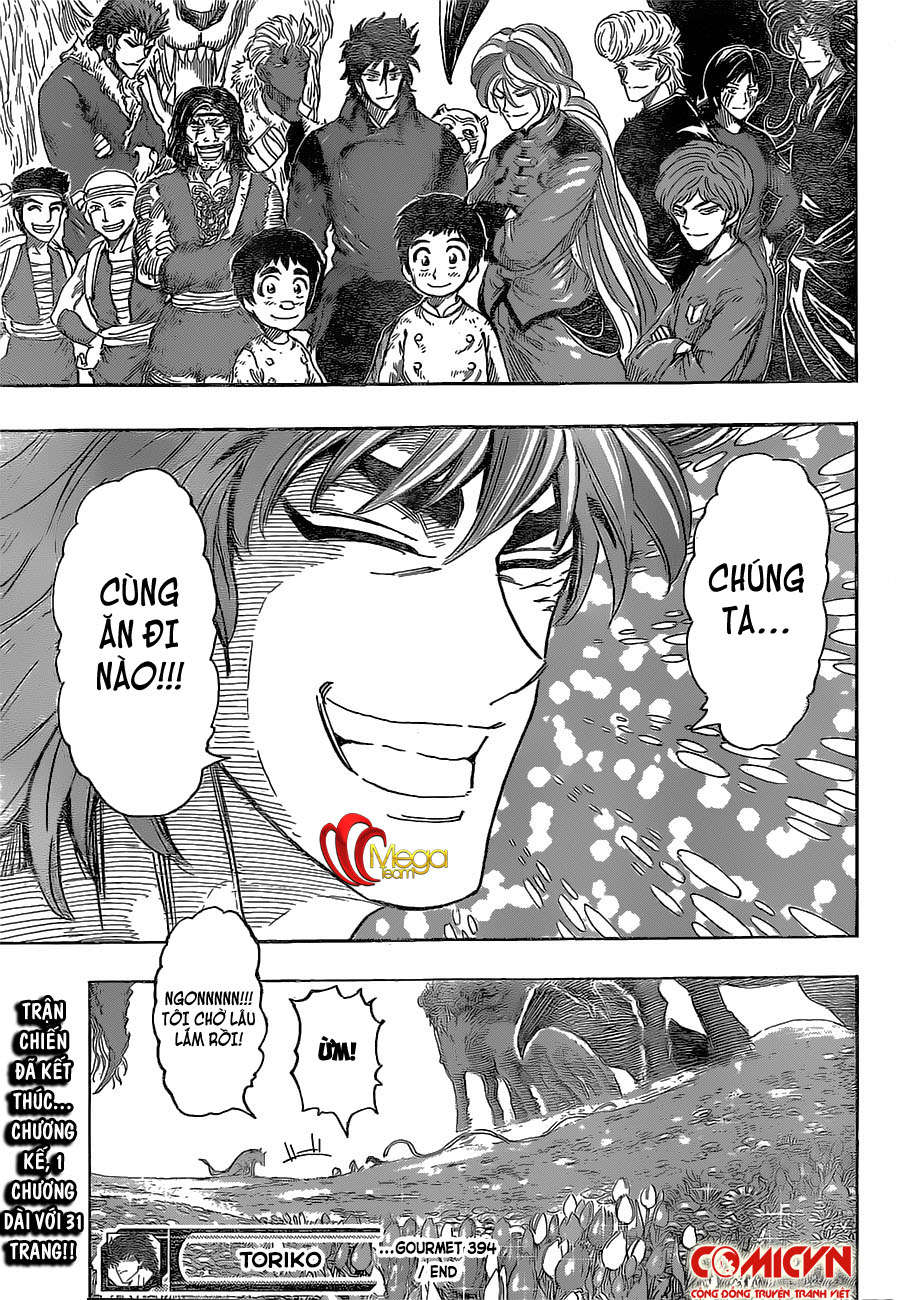 CHÚNG
TA...
CÙNG
ĂN ĐI
NÀO!!!
Mega
team
ỪM!
NGONNNNN!!!
TÔI CHỜ LÂU
LẮM RỒI!
TRẬN
CHIẾN
ĐÃ KẾT
THÚC...
CHƯƠNG
KẾ, 1
CHƯƠNG
DÀI VỚI 31
TRANG!!
TORIKO
...GOURMET 394
/ END
COMICVN
CỘNG ĐỒNG TRUYỆN TRANH VIỆT